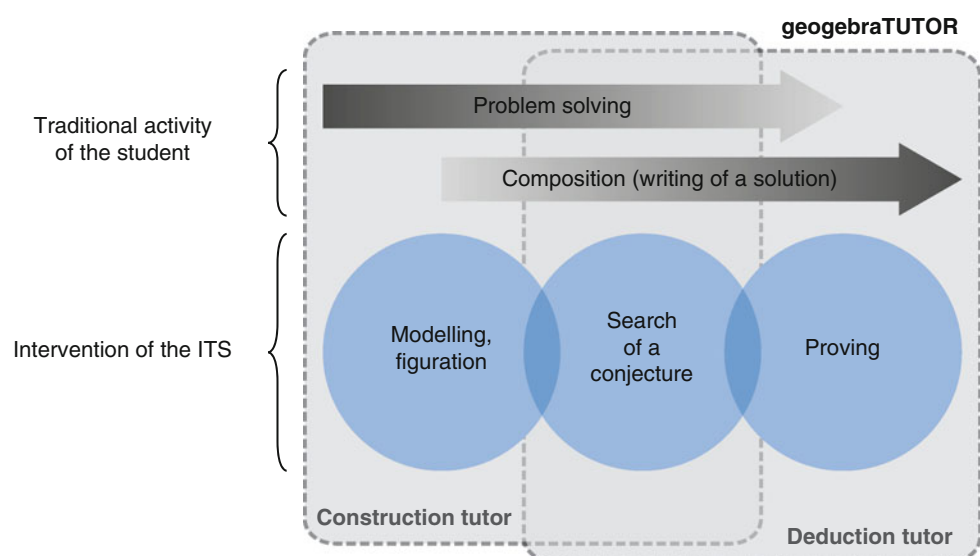 geogebraTUTOR
Traditional activity
of the student
Problem solving
Composition (writing of a solution)
Intervention of the ITS
Modelling,
figuration
Search
of a
conjecture
Proving
Construction tutor
Deduction tutor